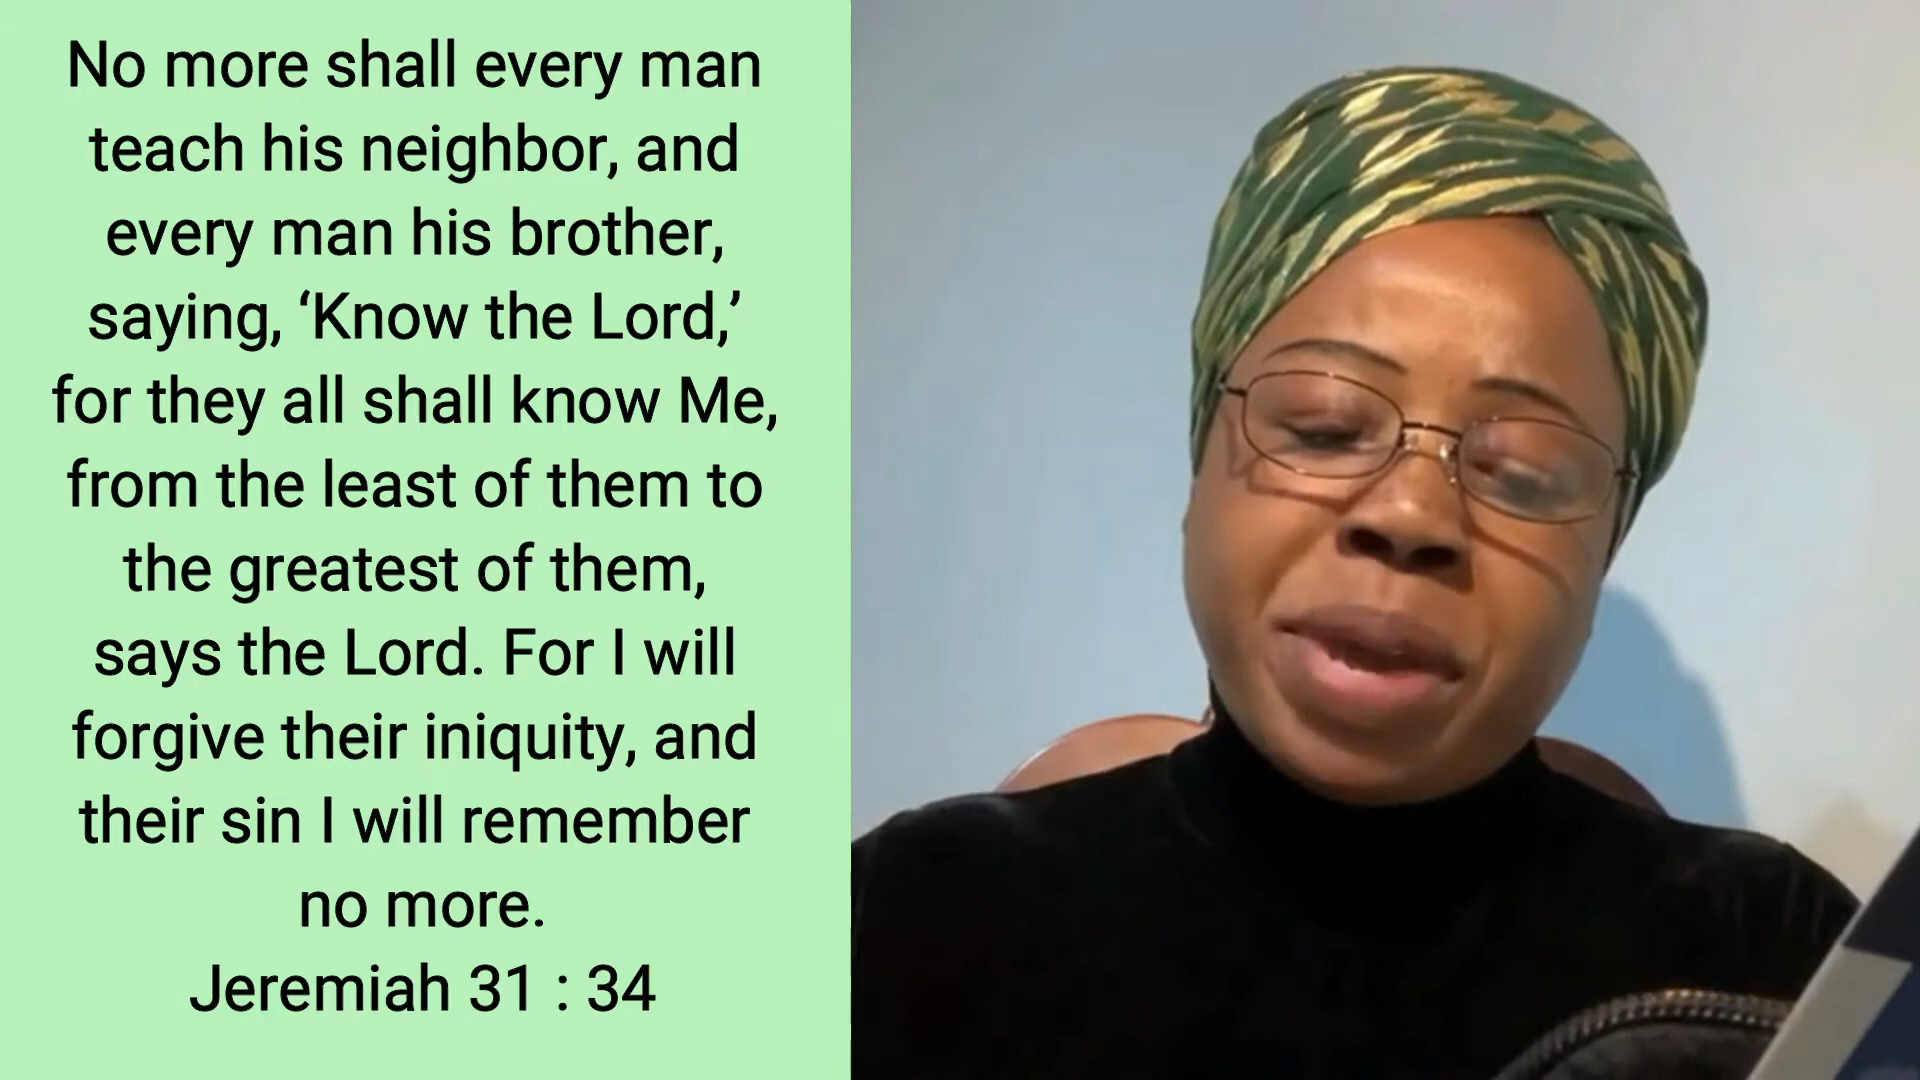 No more shall every man
teach his neighbor, and
every man his brother,
saying, ‘Know the Lord,’
for they all shall know Me,
from the least of them to
the greatest of them,
says the Lord. For I will
forgive their iniquity, and
their sin I will remember
no more.
Jeremiah 31 : 34